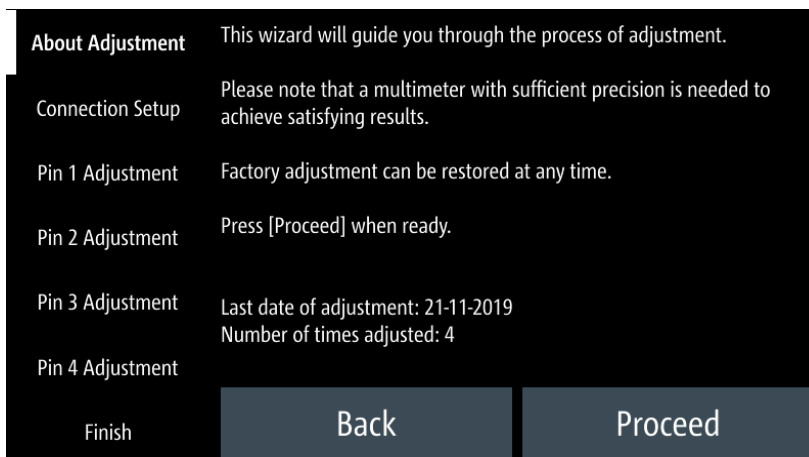 About Adjustment
Connection Setup
Pin 1 Adjustment
Pin 2 Adjustment
Pin 3 Adjustment
Pin 4 Adjustment
Finish
This wizard will guide you through the process of adjustment.
Please note that a multimeter with sufficient precision is needed to
achieve satisfying results.
Factory adjustment can be restored at any time.
Press [Proceed] when ready.
Last date of adjustment: 21-11-2019
Number of times adjusted: 4
Back
Proceed